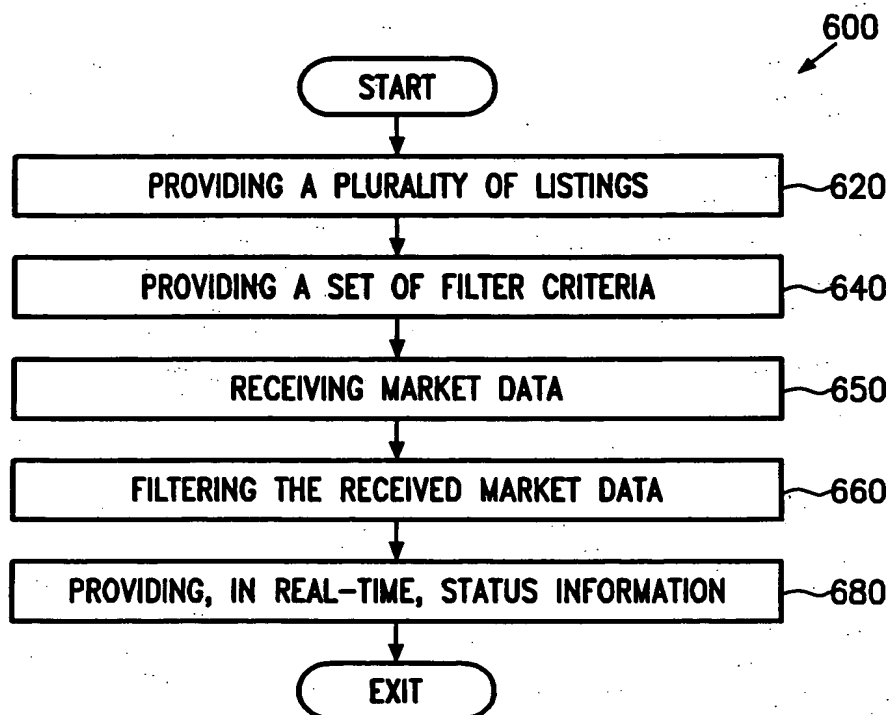 600
START
PROVIDING A PLURALITY OF LISTINGS
620
PROVIDING A SET OF FILTER CRITERIA
640
RECEIVING MARKET DATA
650
FILTERING THE RECEIVED MARKET DATA
660
PROVIDING, IN REAL-TIME, STATUS INFORMATION
680
EXIT